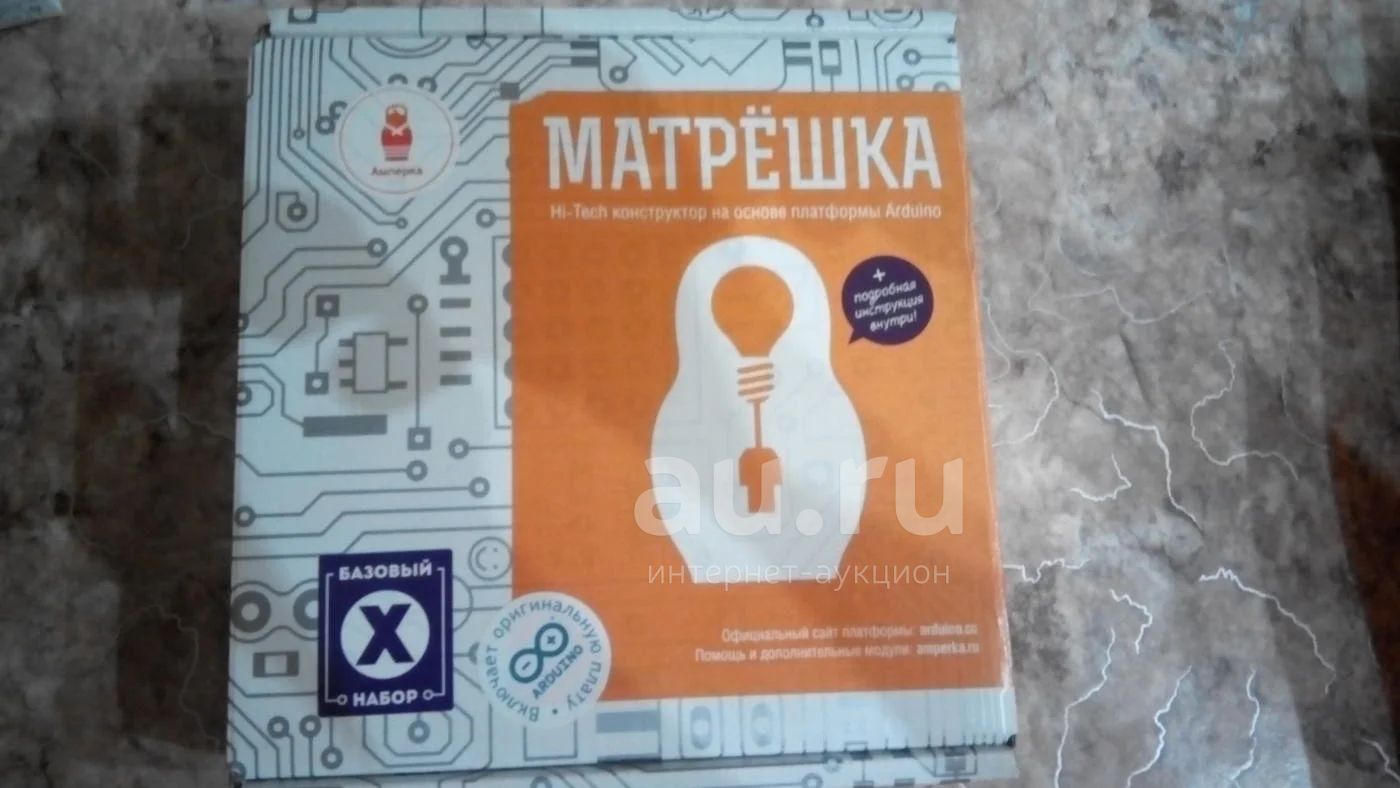 Амперка
МАТРЁШКА
Hi-Tech конструктор на основе платформы Arduino
+
подробная
инструкция
внутри!
au.ru
интернет-аукцион
БАЗОВЫЙ
X
НАБОР
Включает оригинальную плату
ARDUINO
Официальный сайт платформы: arduino.cc
Помощь и дополнительные модули: amperka.ru